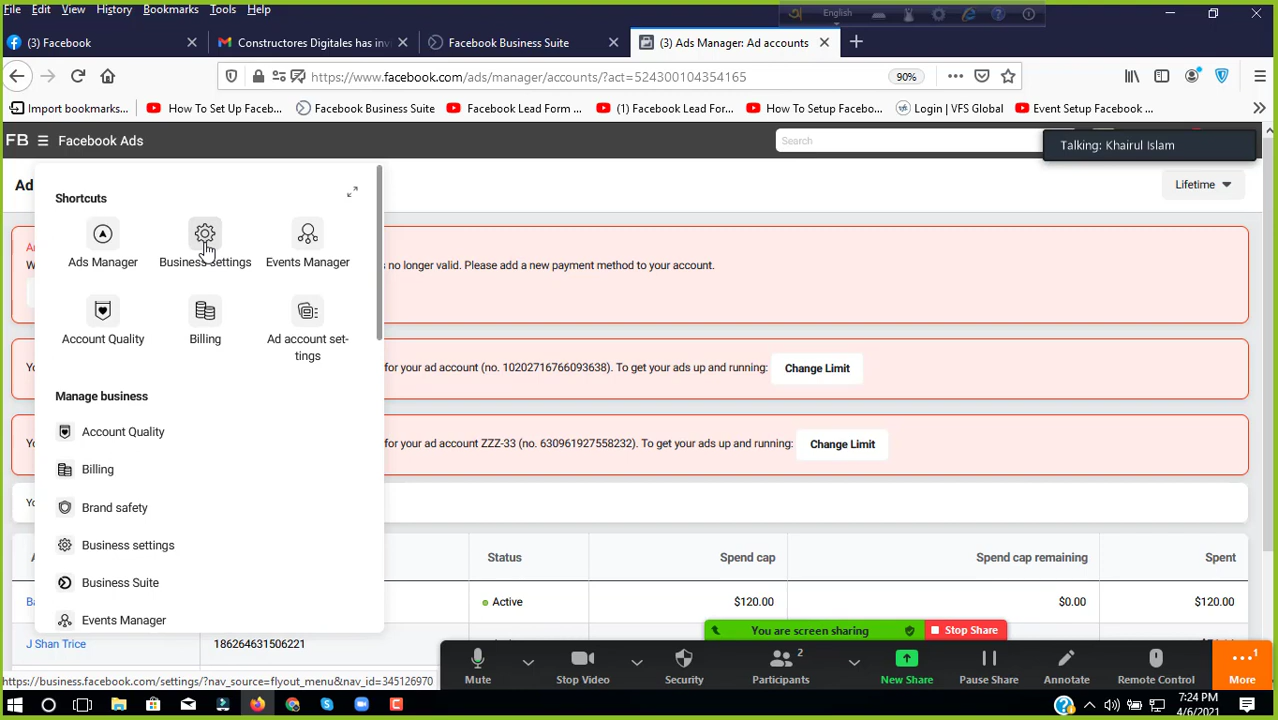 File Edit View History Bookmarks Tools Help
English
(3) Facebook
Constructores Digitales has inv
Facebook Business Suite
(3) Ads Manager: Ad accounts
https://www.facebook.com/ads/manager/accounts/?act=524300104354165
90%
Import bookmarks...
How To Set Up Faceb...
Facebook Business Suite
Facebook Lead Form ...
(1) Facebook Lead For...
How To Setup Facebo...
Login | VFS Global
Event Setup Facebook ...
FB Facebook Ads
Search
Talking: Khairul Islam
Ad
Lifetime
Shortcuts
Ads Manager
Business settings
Events Manager
Account Quality
Billing
Ad account set-
tings
Manage business
Account Quality
Billing
Brand safety
Business settings
Business Suite
Events Manager
s no longer valid. Please add a new payment method to your account.
for your ad account (no. 10202716766093638). To get your ads up and running:
Change Limit
for your ad account ZZZ-33 (no. 630961927558232). To get your ads up and running:
Change Limit
Yo
Status
Spend cap
Spend cap remaining
Spent
Ba
Active
$120.00
$0.00
$120.00
J Shan Trice
18626463150​6221
You are screen sharing
Stop Share
https://business.facebook.com/settings/?nav_source=flyout_menu&nav_id=345126970
Mute
Stop Video
Security
2
Participants
New Share
Pause Share
Annotate
Remote Control
1
More
7:24 PM
4/6/2021